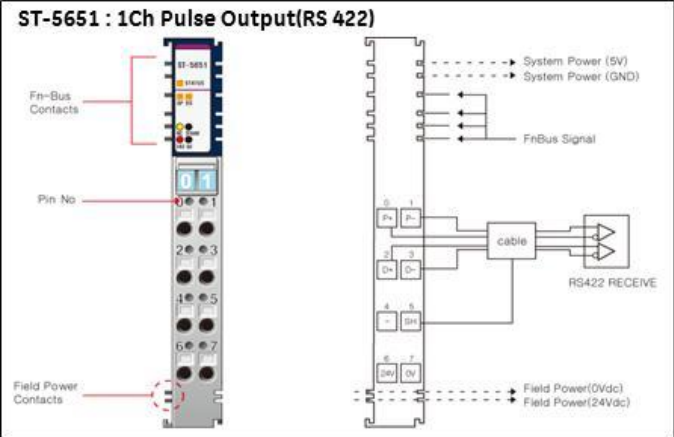 ST-5651 : 1Ch Pulse Output(RS 422)
ST-5651
STATUS
Fn-Bus
Contacts
System Power (5V)
System Power (GND)
FnBus Signal
0 1
Pin No
0 1
2 3
4 5
6 7
0 1
P+ P-
cable
2 3
D+ D-
RS422 RECEIVE
4 5
- SH
6 7
24V 0V
Field Power
Contacts
Field Power(0Vdc)
Field Power(24Vdc)